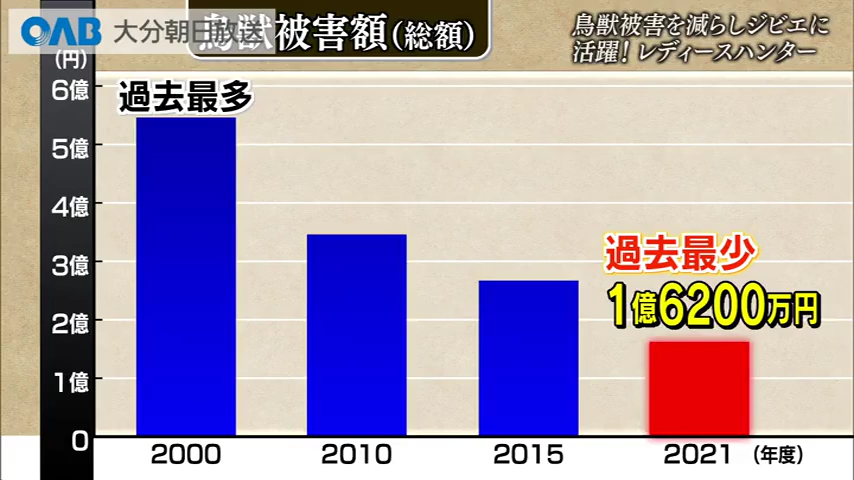 OAB 大分朝日放送
鳥獣被害額(総額)
鳥獣被害を減らしジビエに
活躍!レディースハンター
(円)
6億
5億
4億
3億
2億
1億
0
過去最多
過去最少
1億6200万円
2000
2010
2015
2021
(年度)